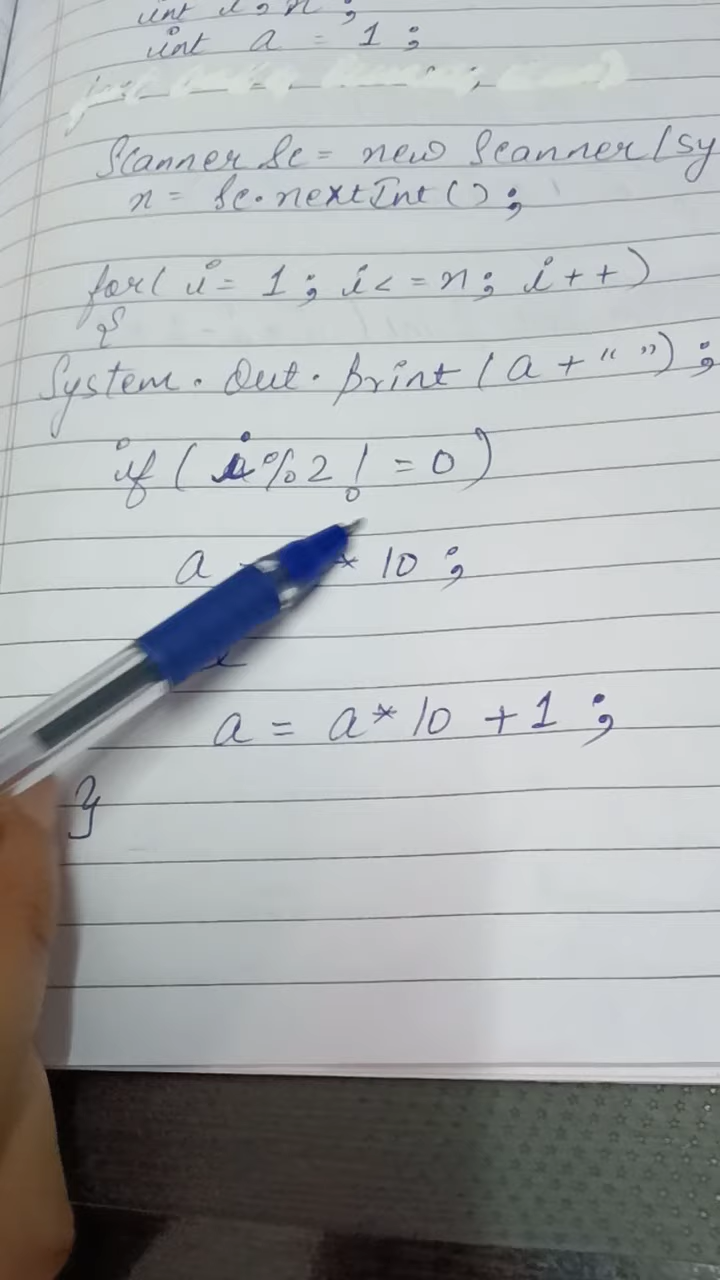 int i, n ;
int a = 1 ;
Scanner Sc = new Scanner (Sy
n = Sc.nextInt() ;
for( i = 1 ; i < = n ; i + + )
{
System . Out . print ( a + " " ) ;
if ( i % 2 ! = 0 )
a * 10 ;
a = a * 10 + 1 ;
}